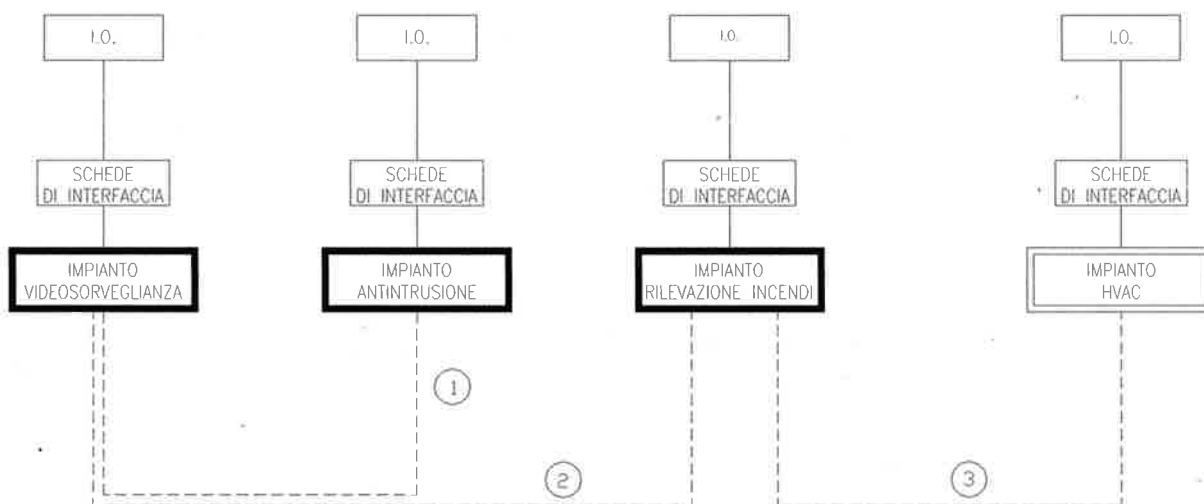 I.O.
I.O.
I.O.
I.O.
SCHEDE
DI INTERFACCIA
SCHEDE
DI INTERFACCIA
SCHEDE
DI INTERFACCIA
SCHEDE
DI INTERFACCIA
IMPIANTO
VIDEOSORVEGLIANZA
IMPIANTO
ANTINTRUSIONE
IMPIANTO
RILEVAZIONE INCENDI
IMPIANTO
HVAC
1
2
3